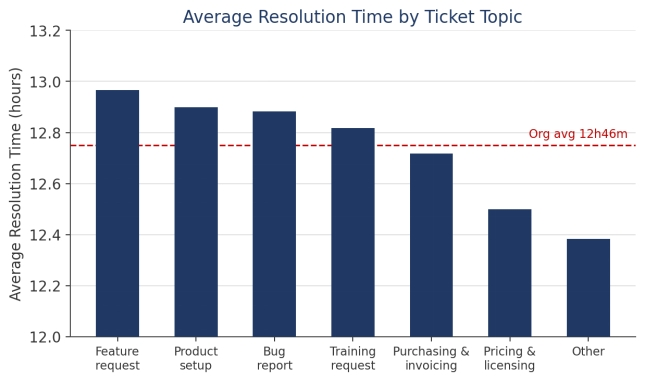 Average Resolution Time by Ticket Topic
Average Resolution Time (hours)
13.2
13.0
12.8
12.6
12.4
12.2
12.0
Org avg 12h46m
Feature
request
Product
setup
Bug
report
Training
request
Purchasing &
invoicing
Pricing &
licensing
Other